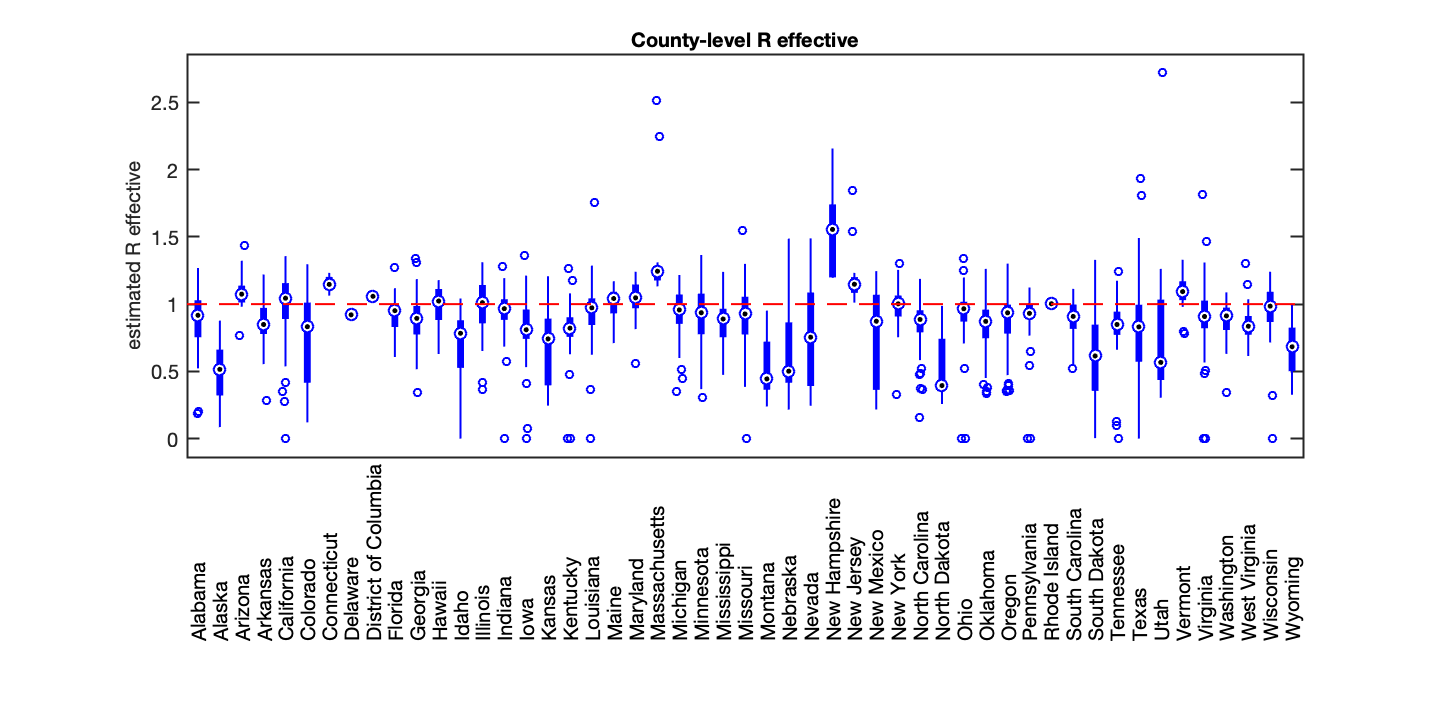 County-level R effective
estimated R effective
2.5
2
1.5
1
0.5
0
Alabama
Alaska
Arizona
Arkansas
California
Colorado
Connecticut
Delaware
District of Columbia
Florida
Georgia
Hawaii
Idaho
Illinois
Indiana
Iowa
Kansas
Kentucky
Louisiana
Maine
Maryland
Massachusetts
Michigan
Minnesota
Mississippi
Missouri
Montana
Nebraska
Nevada
New Hampshire
New Jersey
New Mexico
New York
North Carolina
North Dakota
Ohio
Oklahoma
Oregon
Pennsylvania
Rhode Island
South Carolina
South Dakota
Tennessee
Texas
Utah
Vermont
Virginia
Washington
West Virginia
Wisconsin
Wyoming